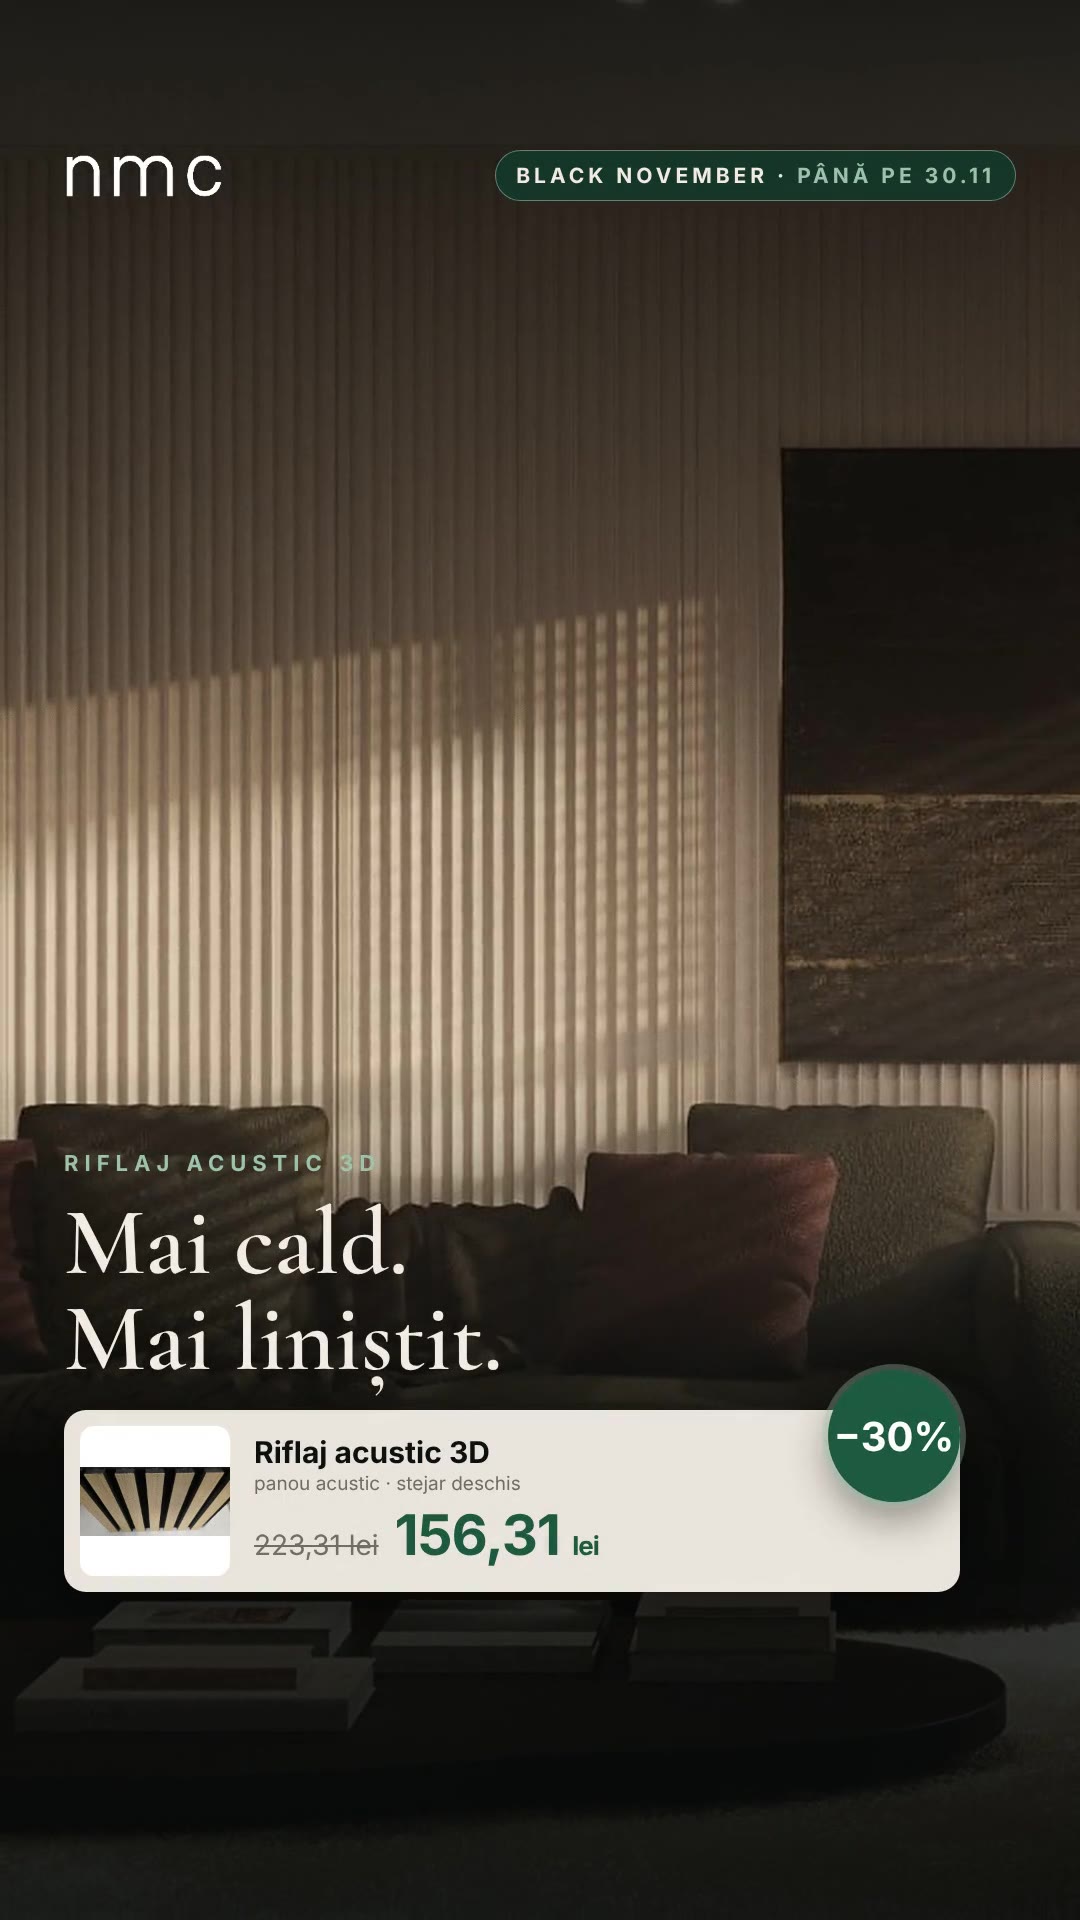 nmc
BLACK NOVEMBER · PÂNĂ PE 30.11
RIFLAJ ACUSTIC 3D
Mai cald.
Mai liniștit.
−30%
Riflaj acustic 3D
panou acustic · stejar deschis
223,31 lei 156,31 lei